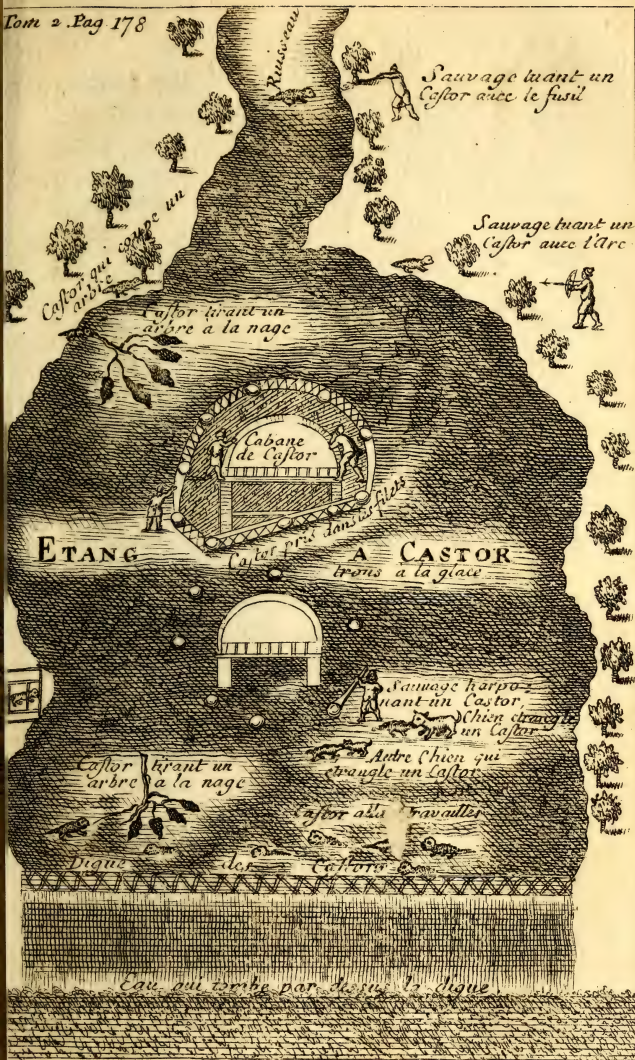 Tom 2 . Pag 178
Ruisseau
Sauvage tuant un
Castor avec le fusil
Sauvage tuant un
Castor avec l'Arc
Castor qui coupe un
arbre
Castor tirant un
arbre a la nage
Cabane
de Castor
Castor pris dans les filets
ETANG A CASTOR
trous à la glace
Sauvage harpo-
nant un Castor,
Chien etrangle
un Castor
Autre Chien qui
etrangle un Castor
Castor tirant un
arbre a la nage
Castor travailler
Digue des Castors
Eau qui tombe par dessus la digue.